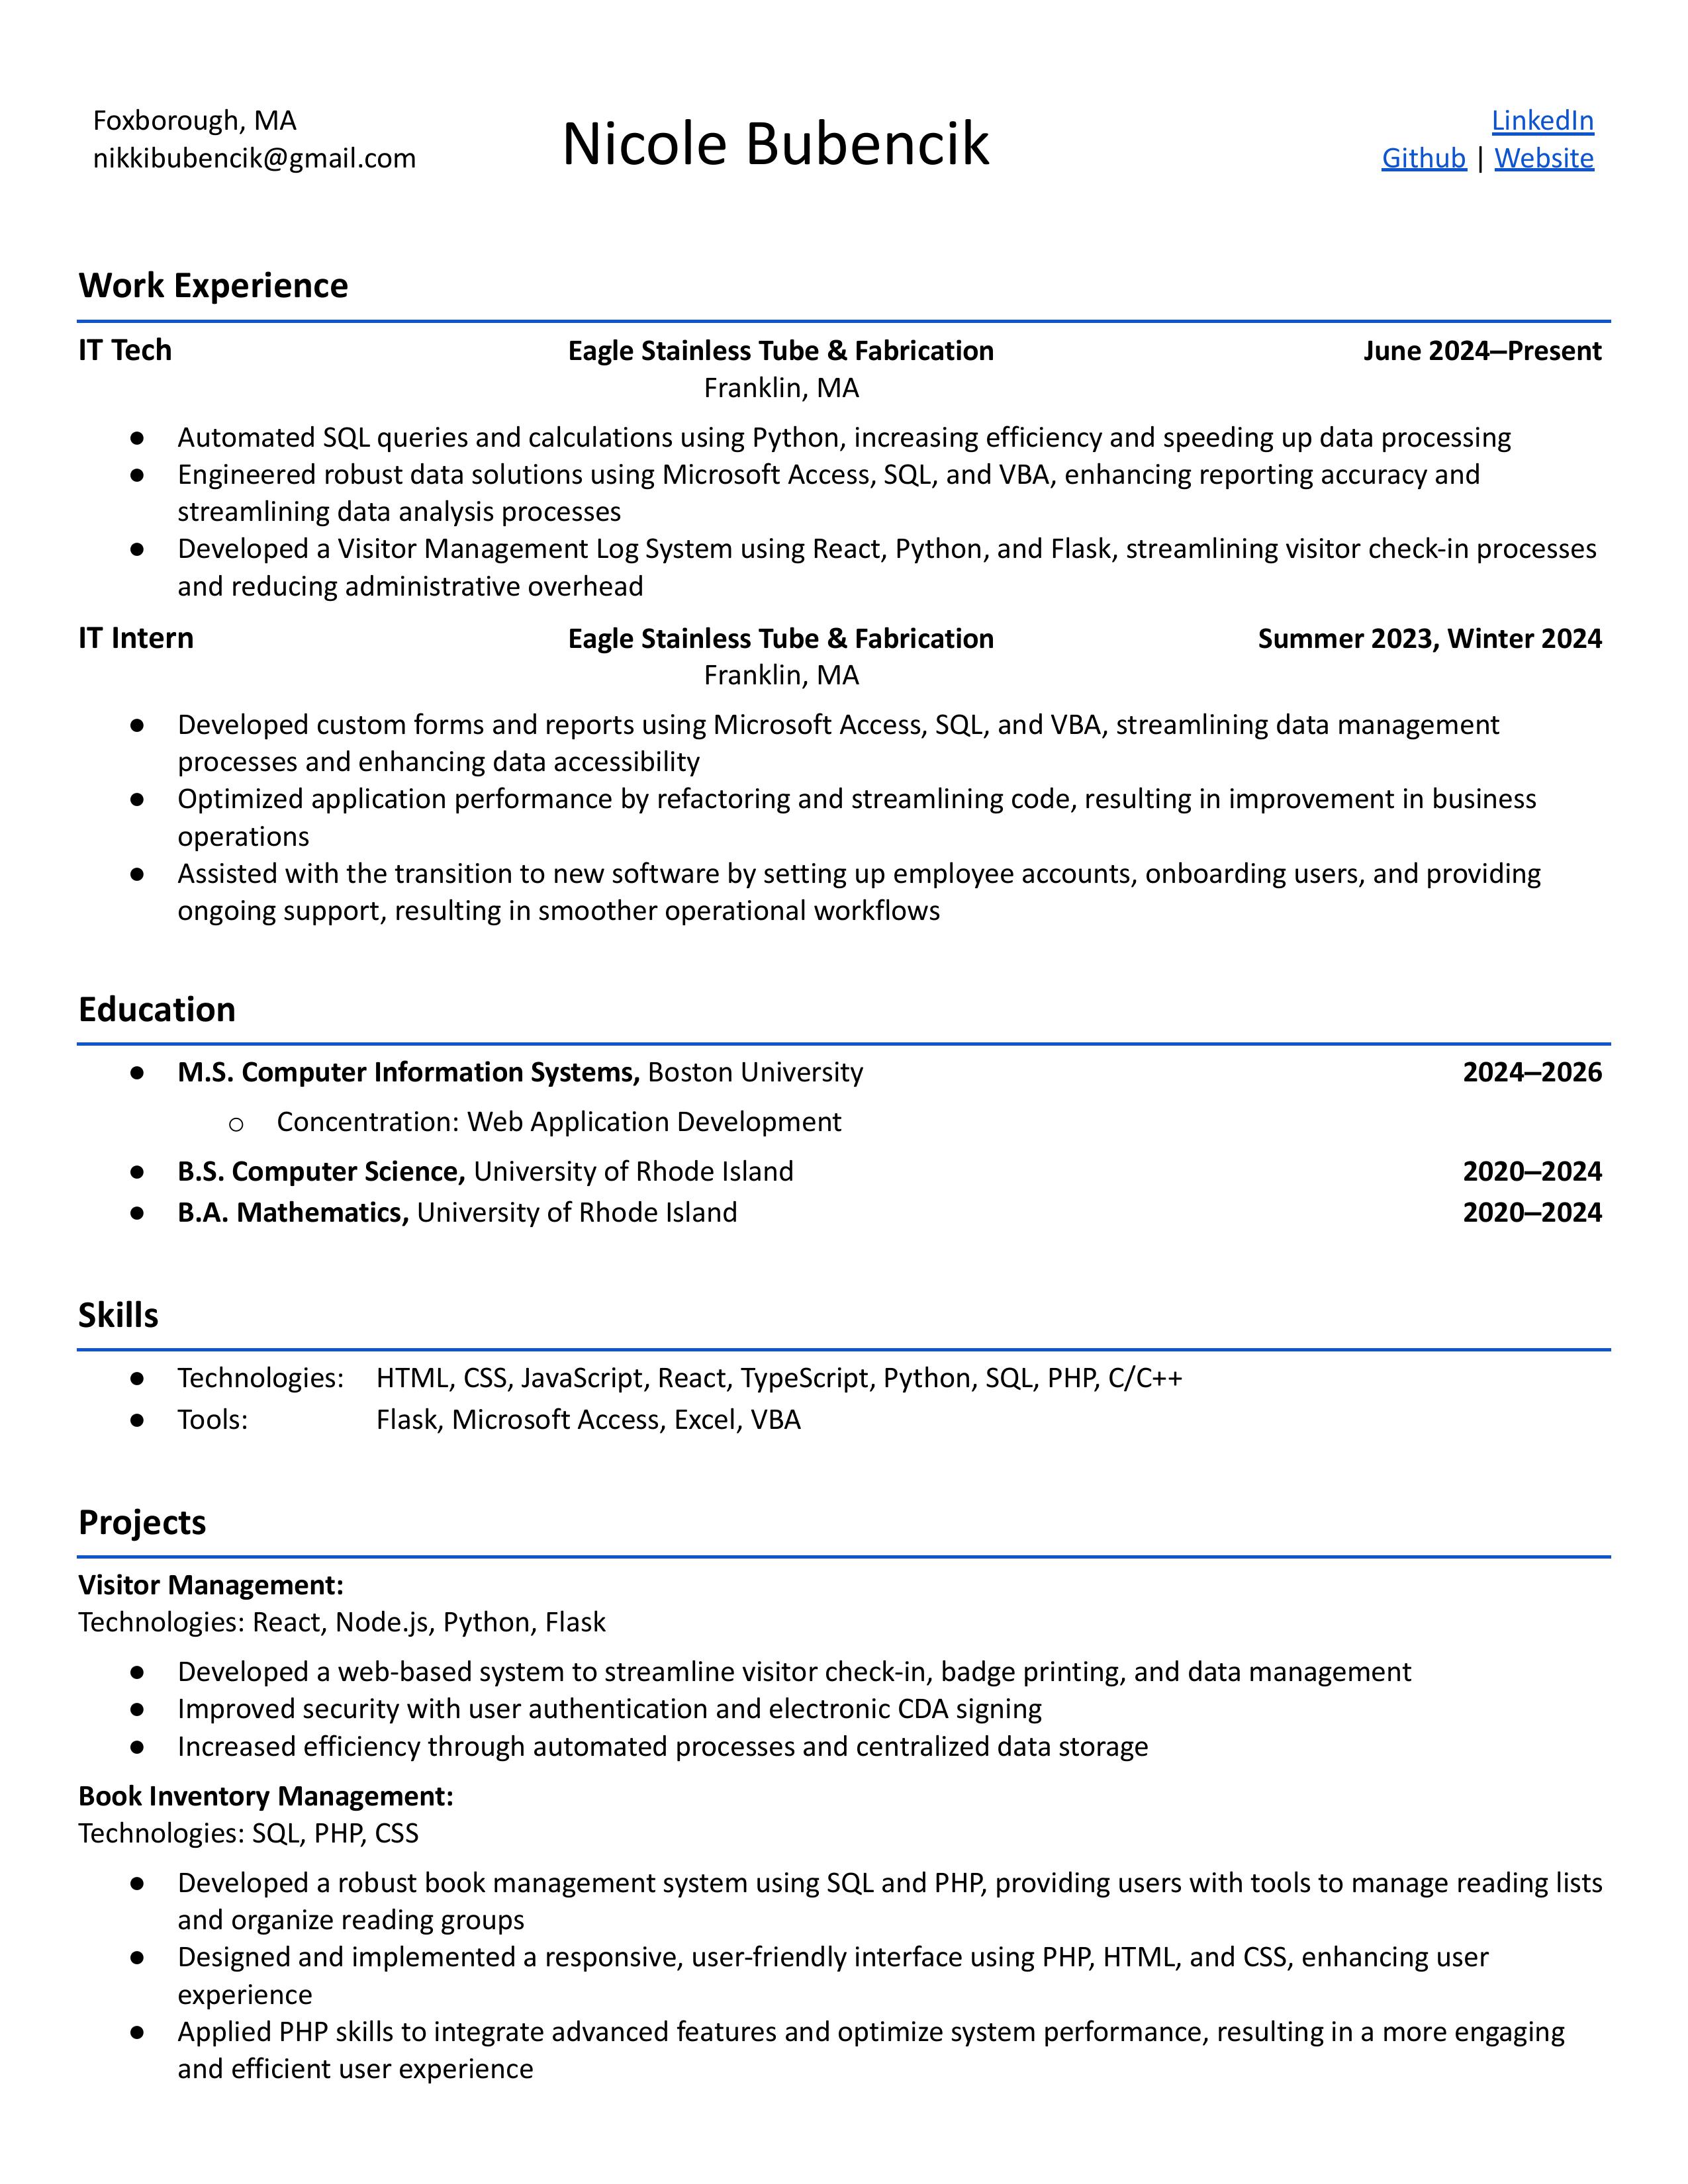 Foxborough, MA
nikkibubencik@gmail.com
Nicole Bubencik
LinkedIn
Github | Website
Work Experience
IT Tech Eagle Stainless Tube & Fabrication June 2024–Present
Franklin, MA
● Automated SQL queries and calculations using Python, increasing efficiency and speeding up data processing
● Engineered robust data solutions using Microsoft Access, SQL, and VBA, enhancing reporting accuracy and
streamlining data analysis processes
● Developed a Visitor Management Log System using React, Python, and Flask, streamlining visitor check-in processes
and reducing administrative overhead
IT Intern Eagle Stainless Tube & Fabrication Summer 2023, Winter 2024
Franklin, MA
● Developed custom forms and reports using Microsoft Access, SQL, and VBA, streamlining data management
processes and enhancing data accessibility
● Optimized application performance by refactoring and streamlining code, resulting in improvement in business
operations
● Assisted with the transition to new software by setting up employee accounts, onboarding users, and providing
ongoing support, resulting in smoother operational workflows
Education
● M.S. Computer Information Systems, Boston University 2024–2026
○ Concentration: Web Application Development
● B.S. Computer Science, University of Rhode Island 2020–2024
● B.A. Mathematics, University of Rhode Island 2020–2024
Skills
● Technologies: HTML, CSS, JavaScript, React, TypeScript, Python, SQL, PHP, C/C++
● Tools: Flask, Microsoft Access, Excel, VBA
Projects
Visitor Management:
Technologies: React, Node.js, Python, Flask
● Developed a web-based system to streamline visitor check-in, badge printing, and data management
● Improved security with user authentication and electronic CDA signing
● Increased efficiency through automated processes and centralized data storage
Book Inventory Management:
Technologies: SQL, PHP, CSS
● Developed a robust book management system using SQL and PHP, providing users with tools to manage reading lists
and organize reading groups
● Designed and implemented a responsive, user-friendly interface using PHP, HTML, and CSS, enhancing user
experience
● Applied PHP skills to integrate advanced features and optimize system performance, resulting in a more engaging
and efficient user experience